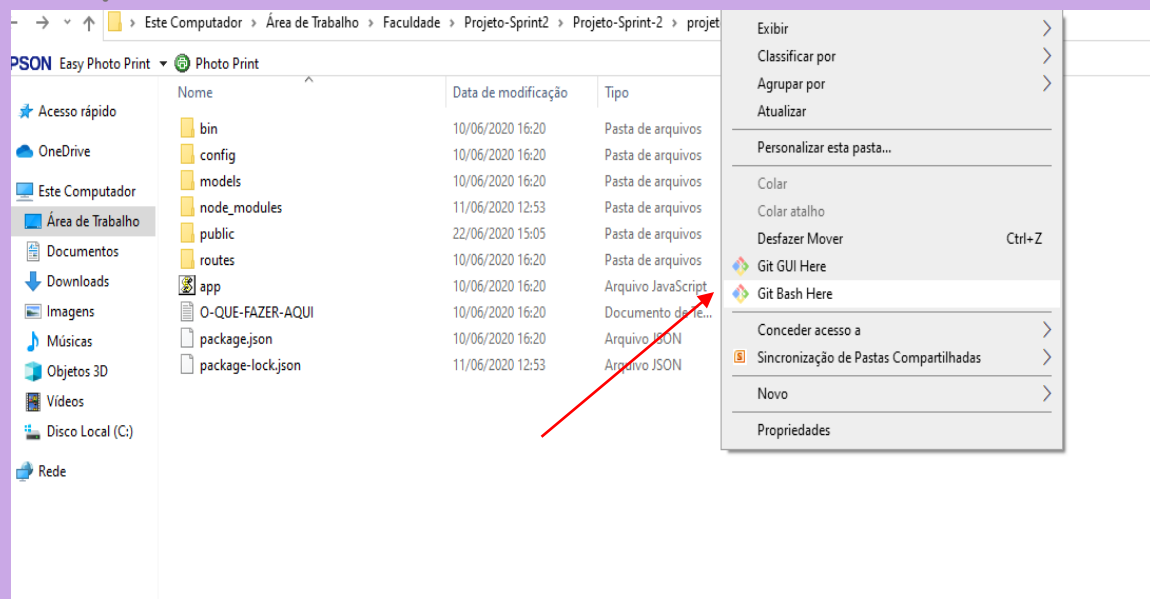 Este Computador > Área de Trabalho > Faculdade > Projeto-Sprint2 > Projeto-Sprint-2 > projet
PSON Easy Photo Print Photo Print
Nome Data de modificação Tipo
Acesso rápido
OneDrive
Este Computador
Área de Trabalho
Documentos
Downloads
Imagens
Músicas
Objetos 3D
Vídeos
Disco Local (C:)
Rede
bin 10/06/2020 16:20 Pasta de arquivos
config 10/06/2020 16:20 Pasta de arquivos
models 10/06/2020 16:20 Pasta de arquivos
node_modules 11/06/2020 12:53 Pasta de arquivos
public 22/06/2020 15:05 Pasta de arquivos
routes 10/06/2020 16:20 Pasta de arquivos
app 10/06/2020 16:20 Arquivo JavaScript
O-QUE-FAZER-AQUI 10/06/2020 16:20 Documento de Te...
package.json 10/06/2020 16:20 Arquivo JSON
package-lock.json 11/06/2020 12:53 Arquivo JSON
Exibir
Classificar por
Agrupar por
Atualizar
Personalizar esta pasta...
Colar
Colar atalho
Desfazer Mover Ctrl+Z
Git GUI Here
Git Bash Here
Conceder acesso a
Sincronização de Pastas Compartilhadas
Novo
Propriedades